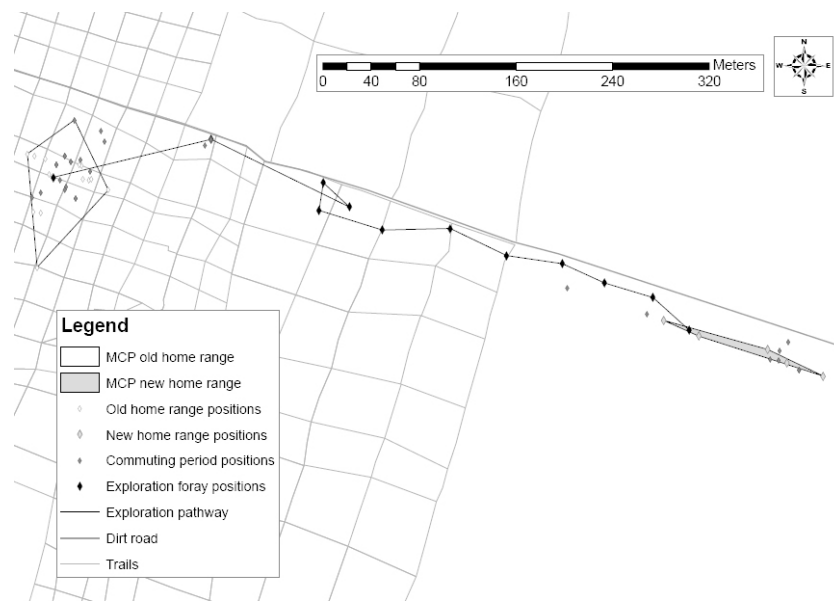 N
W E
S
Meters
0 40 80 160 240 320
Legend
MCP old home range
MCP new home range
Old home range positions
New home range positions
Commuting period positions
Exploration foray positions
Exploration pathway
Dirt road
Trails